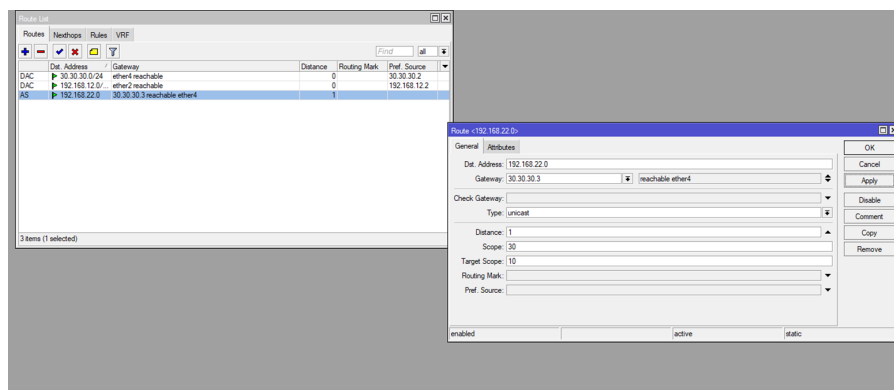 Route List
Routes Nexthops Rules VRF
Find all
Dst. Address / Gateway Distance Routing Mark Pref. Source
DAC 30.30.30.0/24 ether4 reachable 0 30.30.30.2
DAC 192.168.12.0/... ether2 reachable 0 192.168.12.2
AS 192.168.22.0 30.30.30.3 reachable ether4 1
3 items (1 selected)
Route <192.168.22.0>
General Attributes
Dst. Address: 192.168.22.0
Gateway: 30.30.30.3 reachable ether4
Check Gateway:
Type: unicast
Distance: 1
Scope: 30
Target Scope: 10
Routing Mark:
Pref. Source:
OK
Cancel
Apply
Disable
Comment
Copy
Remove
enabled active static